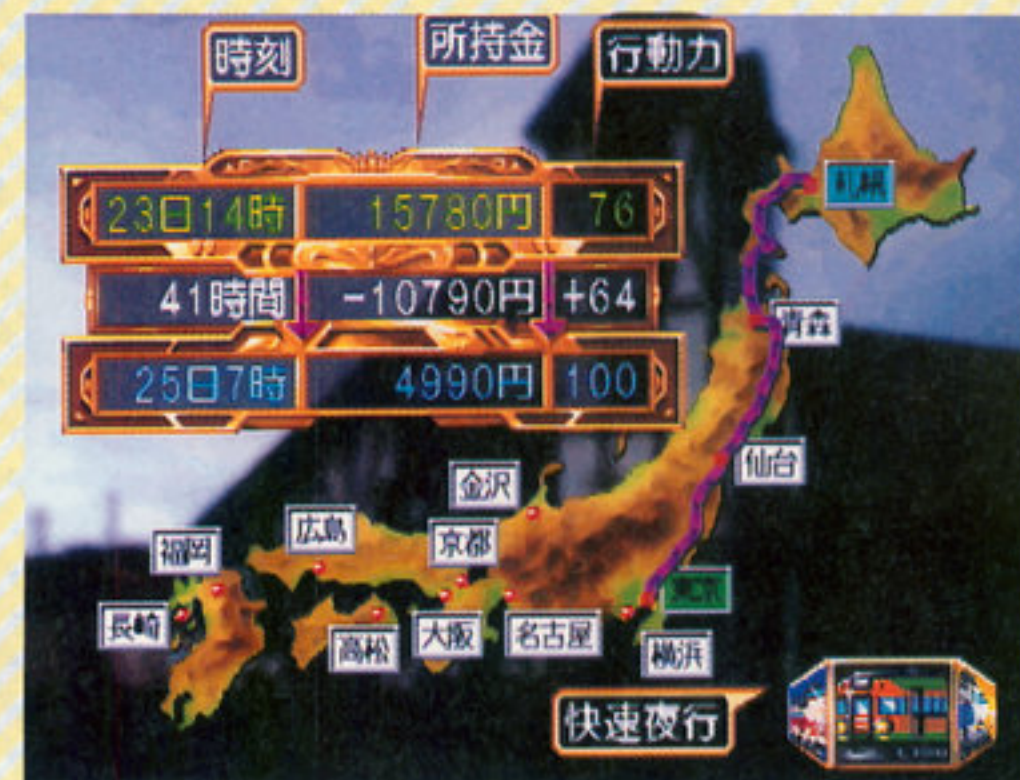 時刻
所持金
行動力
23日14時 15780円 76
41時間 -10790円 +64
25日7時 4990円 100
札幌
青森
仙台
金沢
広島
京都
福岡
東京
長崎
高松
大阪
名古屋
横浜
快速夜行